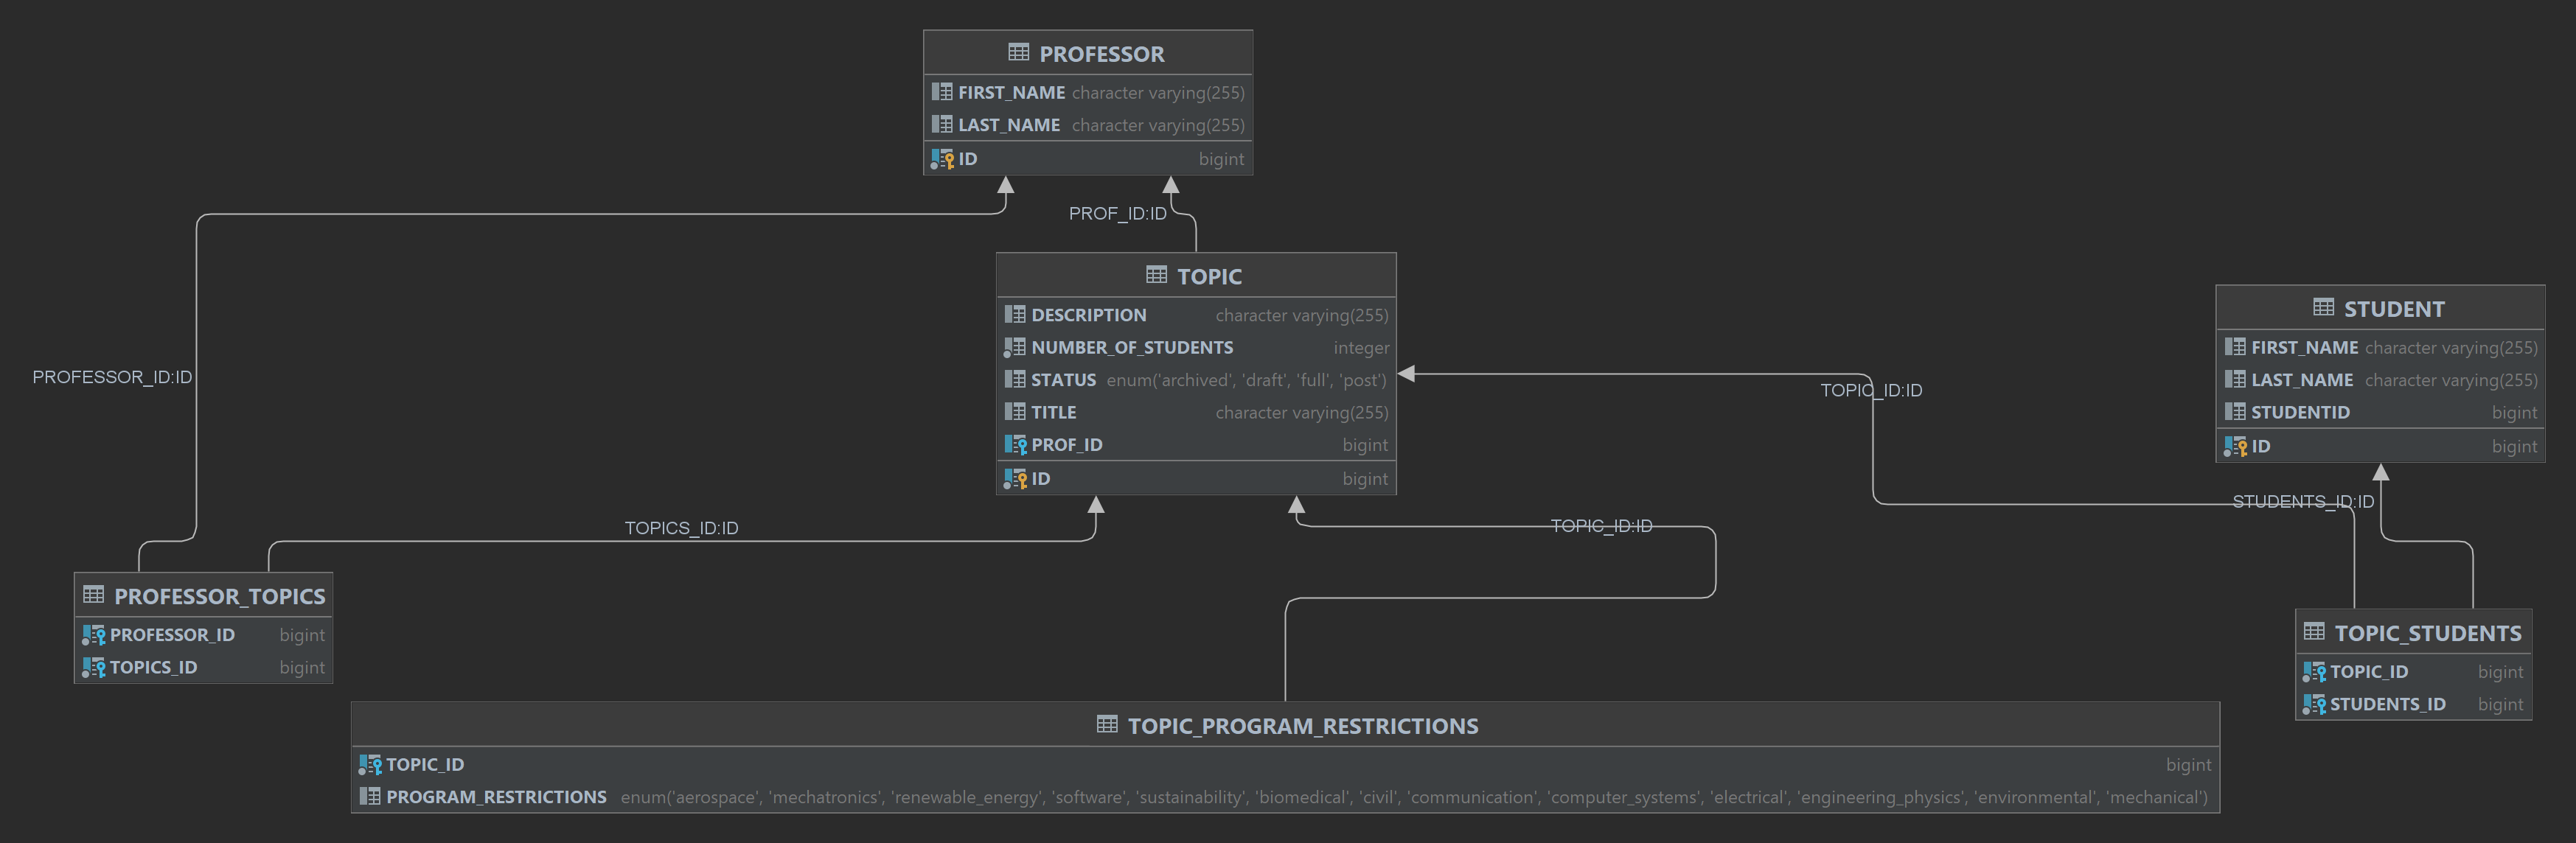 PROFESSOR
FIRST_NAME character varying(255)
LAST_NAME character varying(255)
ID bigint
PROF_ID:ID
PROFESSOR_ID:ID
TOPIC
DESCRIPTION character varying(255)
NUMBER_OF_STUDENTS integer
STATUS enum('archived', 'draft', 'full', 'post')
TITLE character varying(255)
PROF_ID bigint
ID bigint
TOPIC_ID:ID
STUDENT
FIRST_NAME character varying(255)
LAST_NAME character varying(255)
STUDENTID bigint
ID bigint
STUDENTS_ID:ID
TOPICS_ID:ID
TOPIC_ID:ID
PROFESSOR_TOPICS
PROFESSOR_ID bigint
TOPICS_ID bigint
TOPIC_STUDENTS
TOPIC_ID bigint
STUDENTS_ID bigint
TOPIC_PROGRAM_RESTRICTIONS
TOPIC_ID bigint
PROGRAM_RESTRICTIONS enum('aerospace', 'mechatronics', 'renewable_energy', 'software', 'sustainability', 'biomedical', 'civil', 'communication', 'computer_systems', 'electrical', 'engineering_physics', 'environmental', 'mechanical')